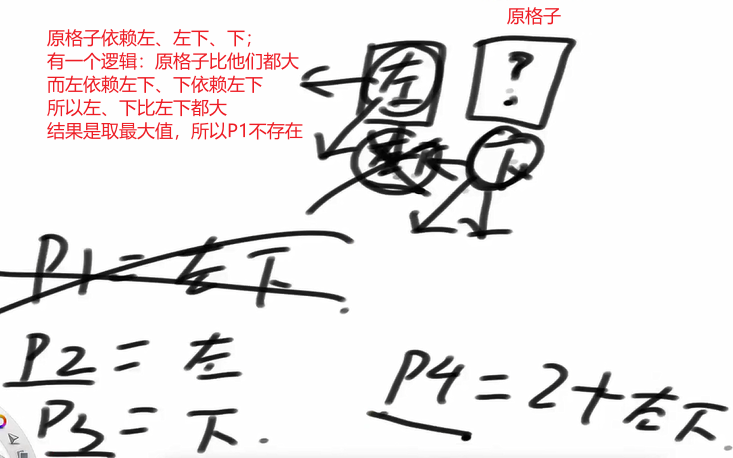 原格子
原格子依赖左、左下、下；
有一个逻辑：原格子比他们都大
而左依赖左下、下依赖左下
所以左、下比左下都大
结果是取最大值，所以P1不存在
左 ?
下
P1=左下.
P2=左
P3=下.
P4=2+左下.